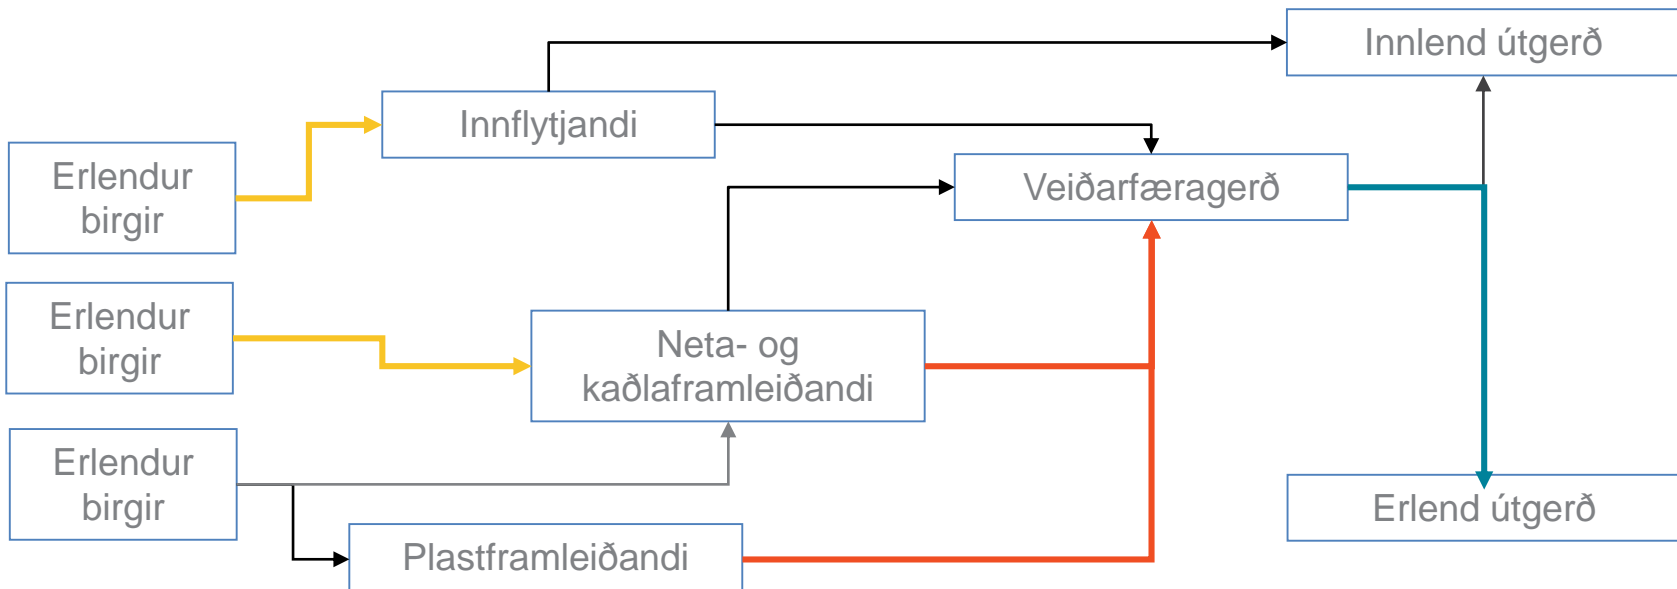 Innlend útgerð
Innflytjandi
Erlendur
birgir
Veiðarfæragerð
Erlendur
birgir
Neta- og
kaðlaframleiðandi
Erlendur
birgir
Erlend útgerð
Plastframleiðandi